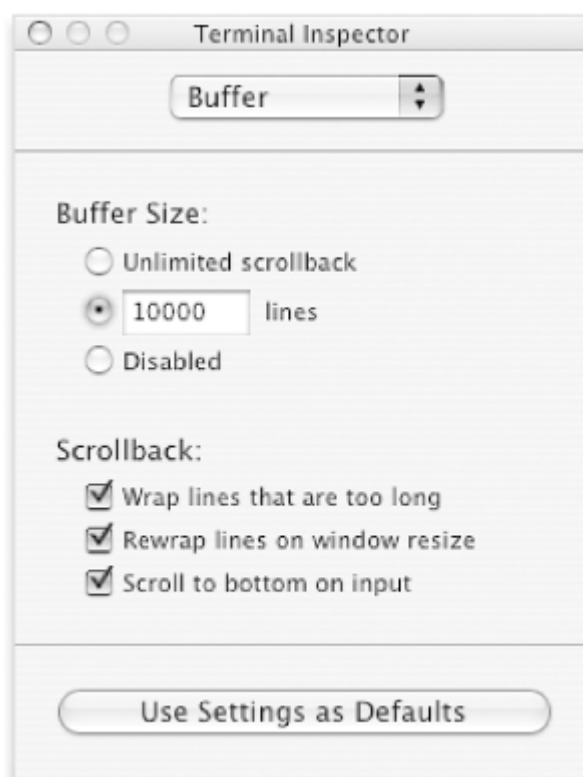 Terminal Inspector
Buffer
Buffer Size:
Unlimited scrollback
10000 lines
Disabled
Scrollback:
Wrap lines that are too long
Rewrap lines on window resize
Scroll to bottom on input
Use Settings as Defaults